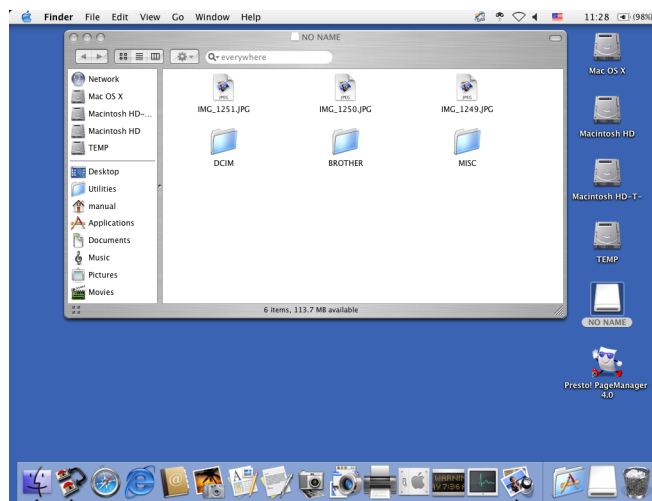 Finder File Edit View Go Window Help 11:28 (98%)
NO NAME
everywhere
Network
Mac OS X
Macintosh HD-...
Macintosh HD
TEMP
Desktop
Utilities
manual
Applications
Documents
Music
Pictures
Movies
JPEG JPEG JPEG
IMG_1251.JPG IMG_1250.JPG IMG_1249.JPG
DCIM BROTHER MISC
6 items, 113.7 MB available
Mac OS X
Macintosh HD
Macintosh HD-T-
TEMP
NO NAME
Presto! PageManager
4.0